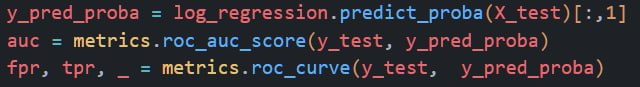 y_pred_proba = log_regression.predict_proba(X_test)[:,1]
auc = metrics.roc_auc_score(y_test, y_pred_proba)
fpr, tpr, _ = metrics.roc_curve(y_test,  y_pred_proba)